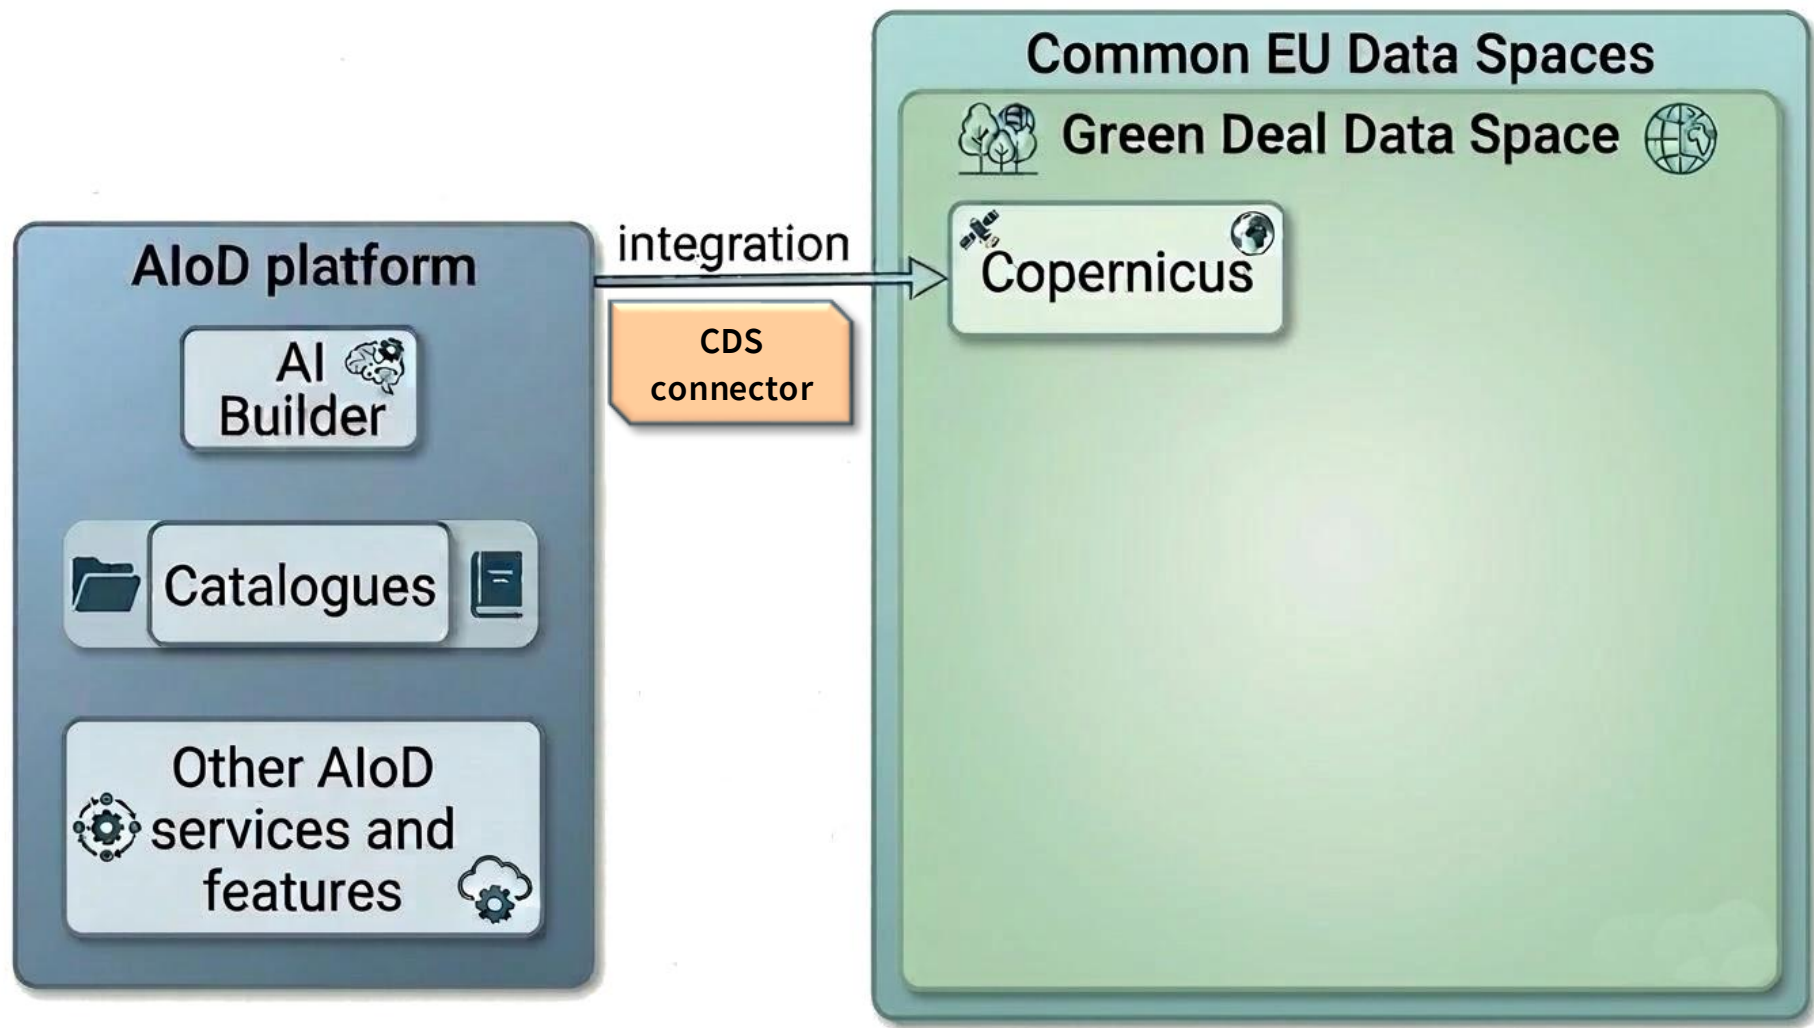 Common EU Data Spaces
Green Deal Data Space
Copernicus
integration
CDS
connector
AIoD platform
AI
Builder
Catalogues
Other AIoD
services and
features